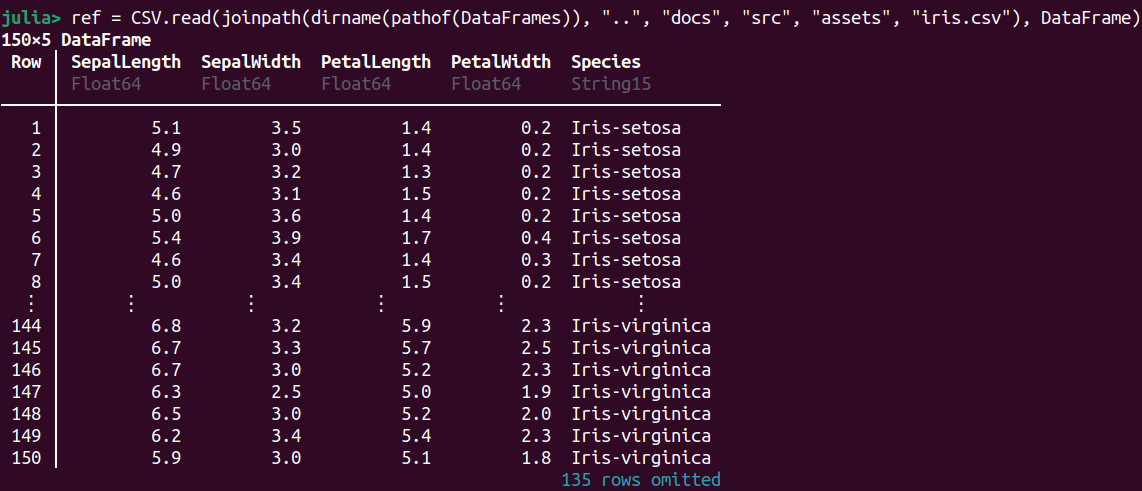 julia> ref = CSV.read(joinpath(dirname(pathof(DataFrames)), "..", "docs", "src", "assets", "iris.csv"), DataFrame)
150×5 DataFrame
Row SepalLength SepalWidth PetalLength PetalWidth Species
Float64 Float64 Float64 Float64 String15
1 5.1 3.5 1.4 0.2 Iris-setosa
2 4.9 3.0 1.4 0.2 Iris-setosa
3 4.7 3.2 1.3 0.2 Iris-setosa
4 4.6 3.1 1.5 0.2 Iris-setosa
5 5.0 3.6 1.4 0.2 Iris-setosa
6 5.4 3.9 1.7 0.4 Iris-setosa
7 4.6 3.4 1.4 0.3 Iris-setosa
8 5.0 3.4 1.5 0.2 Iris-setosa
⋮ ⋮ ⋮ ⋮ ⋮ ⋮
144 6.8 3.2 5.9 2.3 Iris-virginica
145 6.7 3.3 5.7 2.5 Iris-virginica
146 6.7 3.0 5.2 2.3 Iris-virginica
147 6.3 2.5 5.0 1.9 Iris-virginica
148 6.5 3.0 5.2 2.0 Iris-virginica
149 6.2 3.4 5.4 2.3 Iris-virginica
150 5.9 3.0 5.1 1.8 Iris-virginica
135 rows omitted